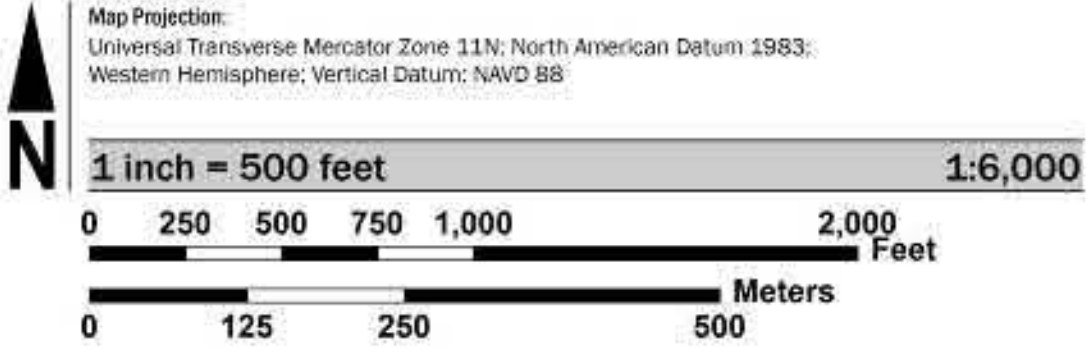 Map Projection:
Universal Transverse Mercator Zone 11N; North American Datum 1983;
Western Hemisphere; Vertical Datum: NAVD 88
N
1 inch = 500 feet 1:6,000
0 250 500 750 1,000 2,000
Feet
Meters
0 125 250 500